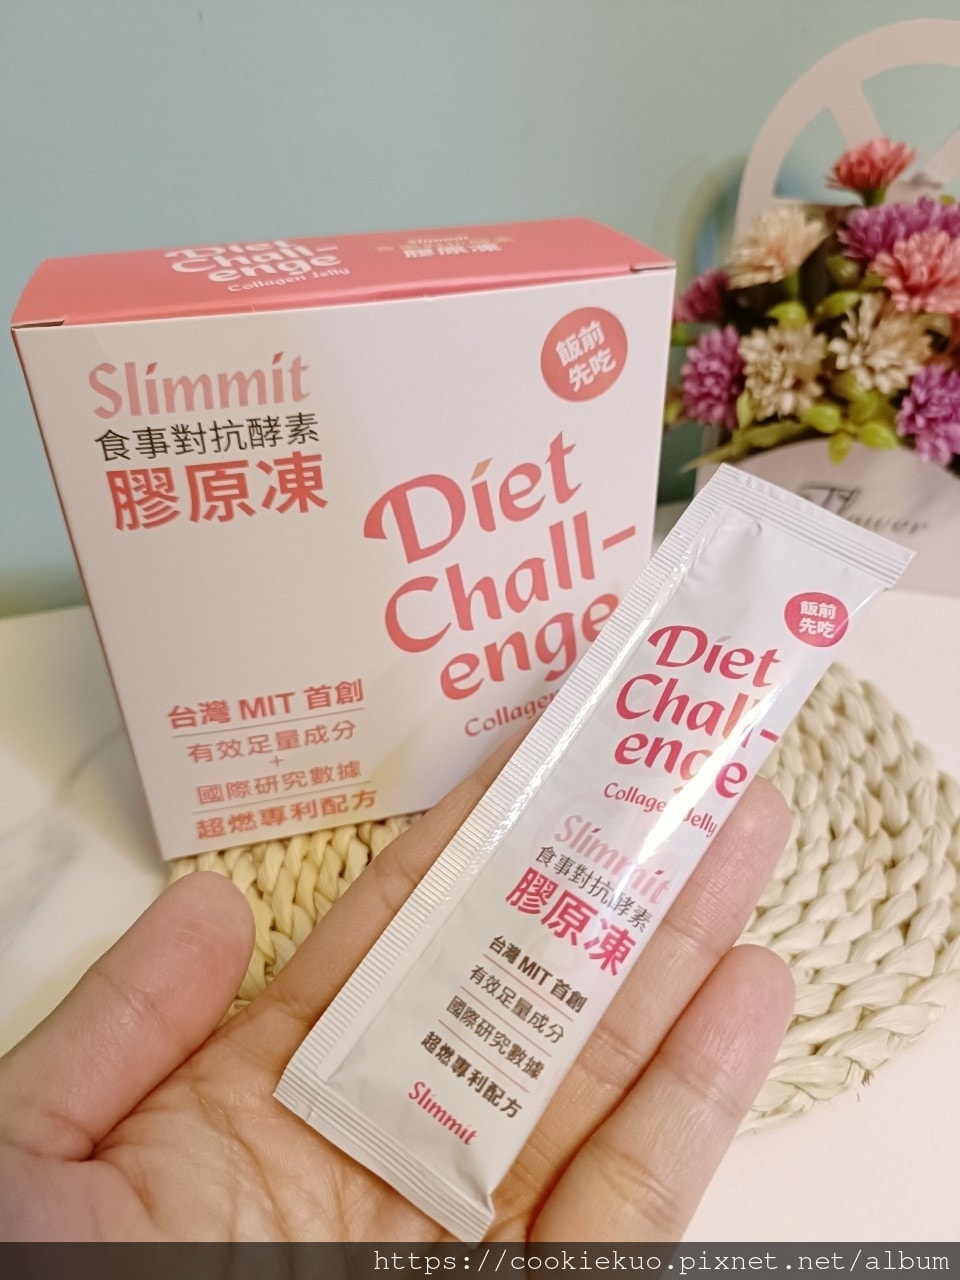 Diet
Chall-
enge
Collagen Jelly
Slimmit
膠原凍
Slimmit
食事對抗酵素
膠原凍
飯前
先吃
Diet
Chall-
enge
台灣 MIT 首創
有效足量成分
+
國際研究數據
超燃專利配方
飯前
先吃
Diet
Chall-
enge
Collagen Jelly
Slimmit
食事對抗酵素
膠原凍
台灣 MIT 首創
有效足量成分
國際研究數據
超燃專利配方
Slimmit
Flower
https://cookiekuo.pixnet.net/album